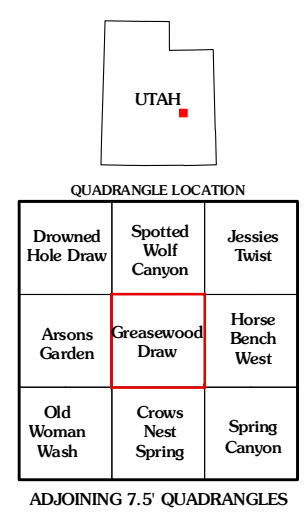 UTAH
QUADRANGLE LOCATION
Drowned
Hole Draw
Spotted
Wolf
Canyon
Jessies
Twist
Arsons
Garden
Greasewood
Draw
Horse
Bench
West
Old
Woman
Wash
Crows
Nest
Spring
Spring
Canyon
ADJOINING 7.5' QUADRANGLES